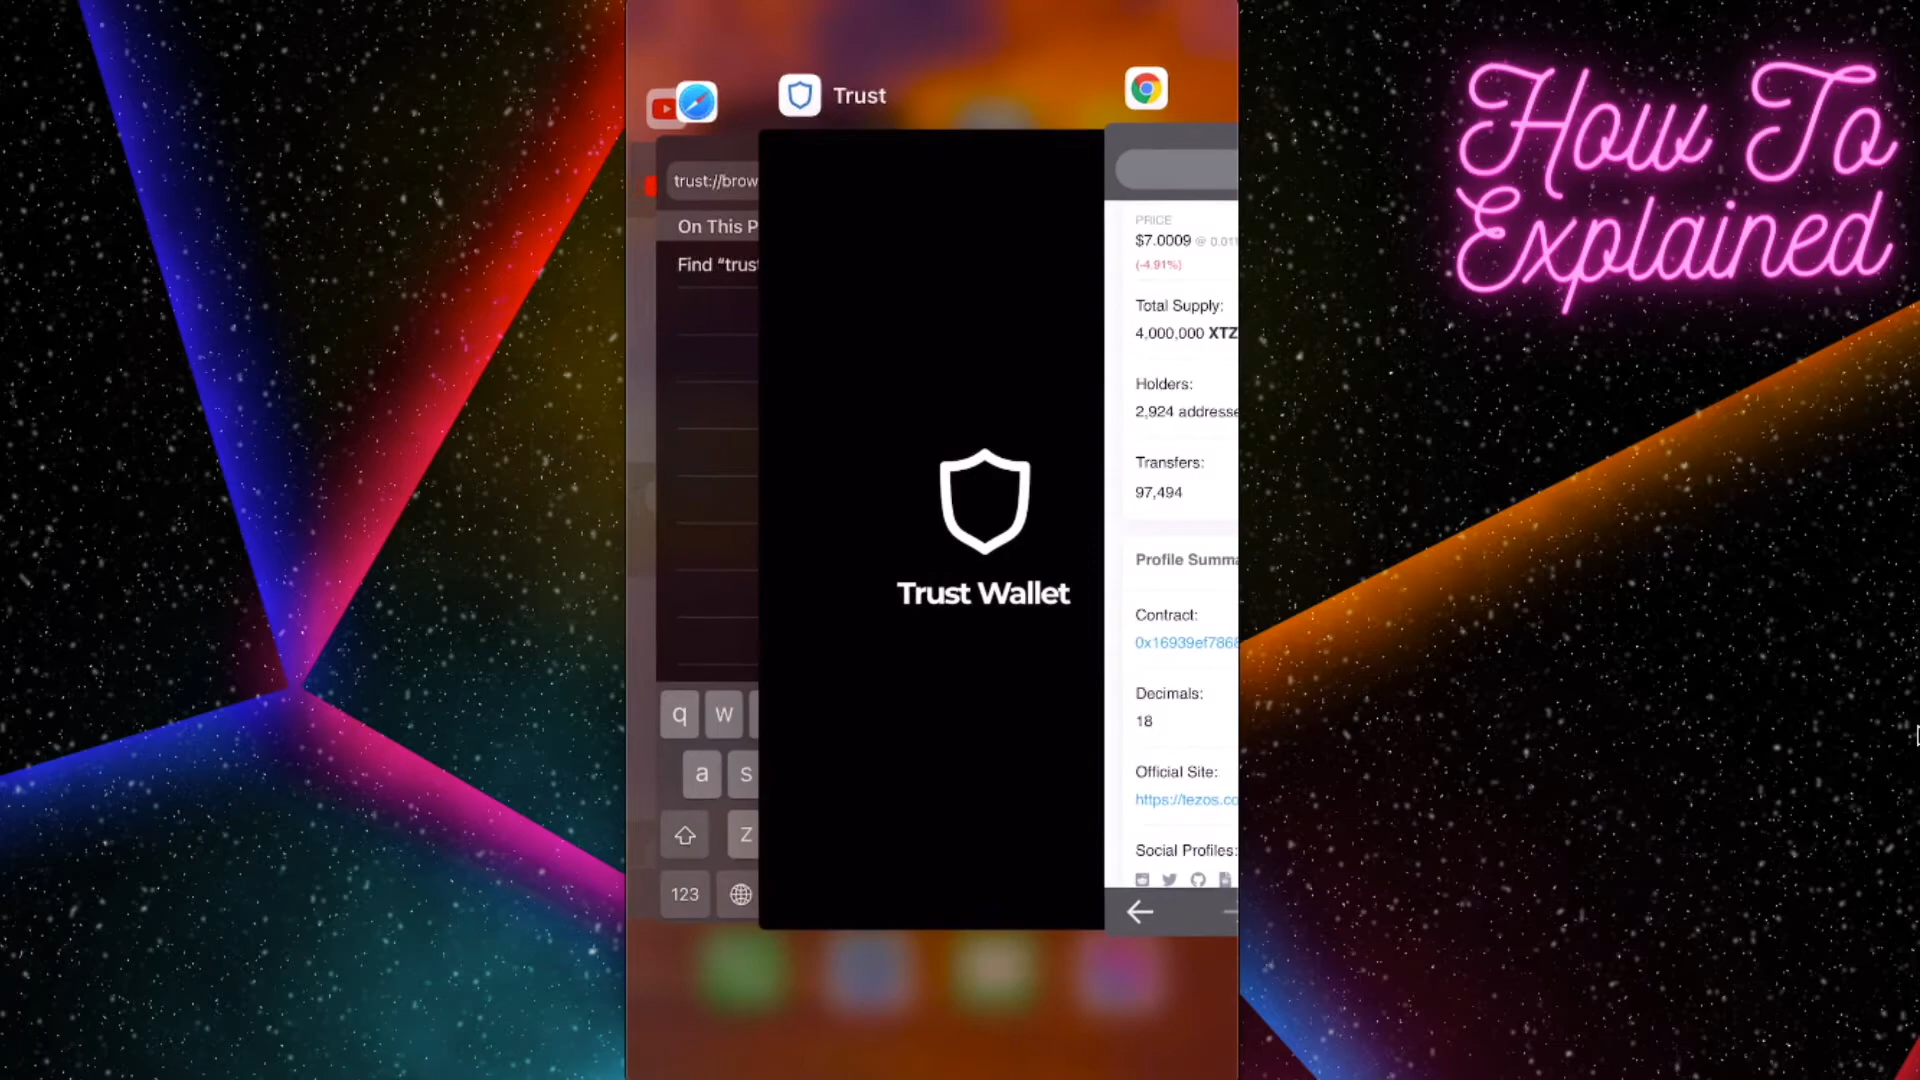 How To
Explained
Trust
trust://brow
On This P
Find “trus
Trust Wallet
q w
a s
z
123
PRICE
$7.0009 @ 0.011
(-4.91%)
Total Supply:
4,000,000 XTZ
Holders:
2,924 addresse
Transfers:
97,494
Profile Summa
Contract:
0x16939ef7868
Decimals:
18
Official Site:
https://tezos.co
Social Profiles: